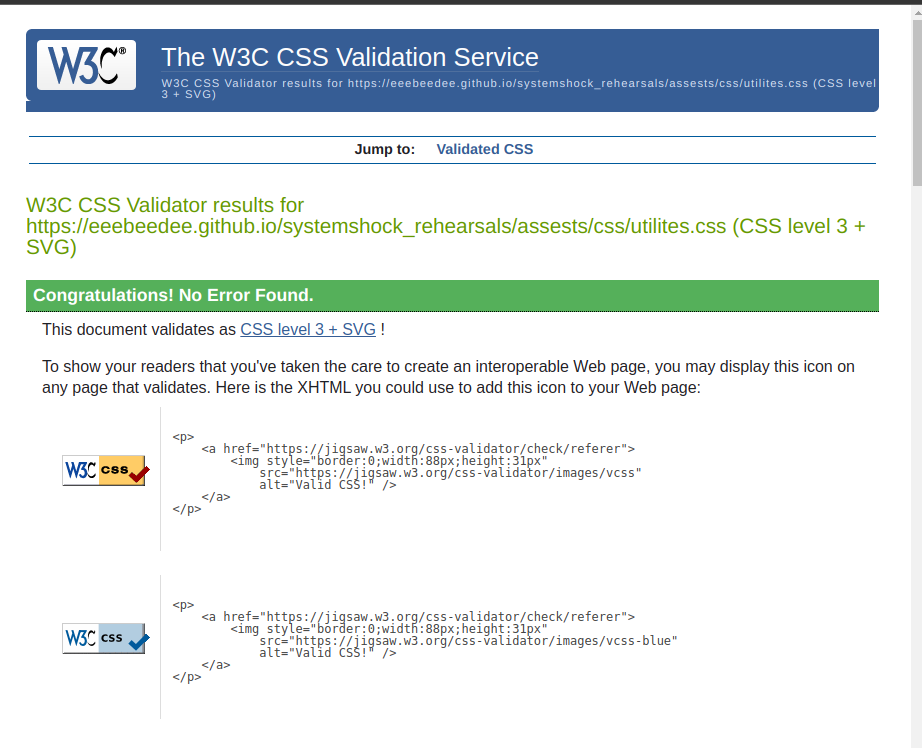 W3C®
The W3C CSS Validation Service
W3C CSS Validator results for https://eeebeedee.github.io/systemshock_rehearsals/assests/css/utilites.css (CSS level
3 + SVG)
Jump to: Validated CSS
W3C CSS Validator results for
https://eeebeedee.github.io/systemshock_rehearsals/assests/css/utilites.css (CSS level 3 +
SVG)
Congratulations! No Error Found.
This document validates as CSS level 3 + SVG !
To show your readers that you've taken the care to create an interoperable Web page, you may display this icon on
any page that validates. Here is the XHTML you could use to add this icon to your Web page:
W3C css
<p>
    <a href="https://jigsaw.w3.org/css-validator/check/referer">
        <img style="border:0;width:88px;height:31px"
            src="https://jigsaw.w3.org/css-validator/images/vcss"
            alt="Valid CSS!" />
    </a>
</p>
W3C css
<p>
    <a href="https://jigsaw.w3.org/css-validator/check/referer">
        <img style="border:0;width:88px;height:31px"
            src="https://jigsaw.w3.org/css-validator/images/vcss-blue"
            alt="Valid CSS!" />
    </a>
</p>